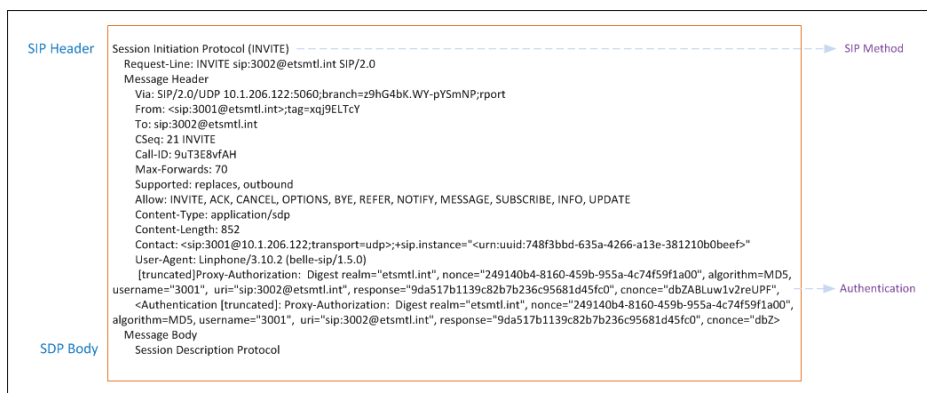 SIP Header
Session Initiation Protocol (INVITE)
SIP Method
Request-Line: INVITE sip:3002@etsmtl.int SIP/2.0
Message Header
Via: SIP/2.0/UDP 10.1.206.122:5060;branch=z9hG4bK.WY-pYSmNP;rport
From: <sip:3001@etsmtl.int>;tag=xqj9ELTcY
To: sip:3002@etsmtl.int
CSeq: 21 INVITE
Call-ID: 9uT3E8vfAH
Max-Forwards: 70
Supported: replaces, outbound
Allow: INVITE, ACK, CANCEL, OPTIONS, BYE, REFER, NOTIFY, MESSAGE, SUBSCRIBE, INFO, UPDATE
Content-Type: application/sdp
Content-Length: 852
Contact: <sip:3001@10.1.206.122;transport=udp>;+sip.instance="<urn:uuid:748f3bbd-635a-4266-a13e-381210b0beef>"
User-Agent: Linphone/3.10.2 (belle-sip/1.5.0)
[truncated]Proxy-Authorization: Digest realm="etsmtl.int", nonce="249140b4-8160-459b-955a-4c74f59f1a00", algorithm=MD5,
username="3001", uri="sip:3002@etsmtl.int", response="9da517b1139c82b7b236c95681d45fc0", cnonce="dbZABLuw1v2reUPF",
Authentication
<Authentication [truncated]: Proxy-Authorization: Digest realm="etsmtl.int", nonce="249140b4-8160-459b-955a-4c74f59f1a00",
algorithm=MD5, username="3001", uri="sip:3002@etsmtl.int", response="9da517b1139c82b7b236c95681d45fc0", cnonce="dbZ>
Message Body
SDP Body
Session Description Protocol